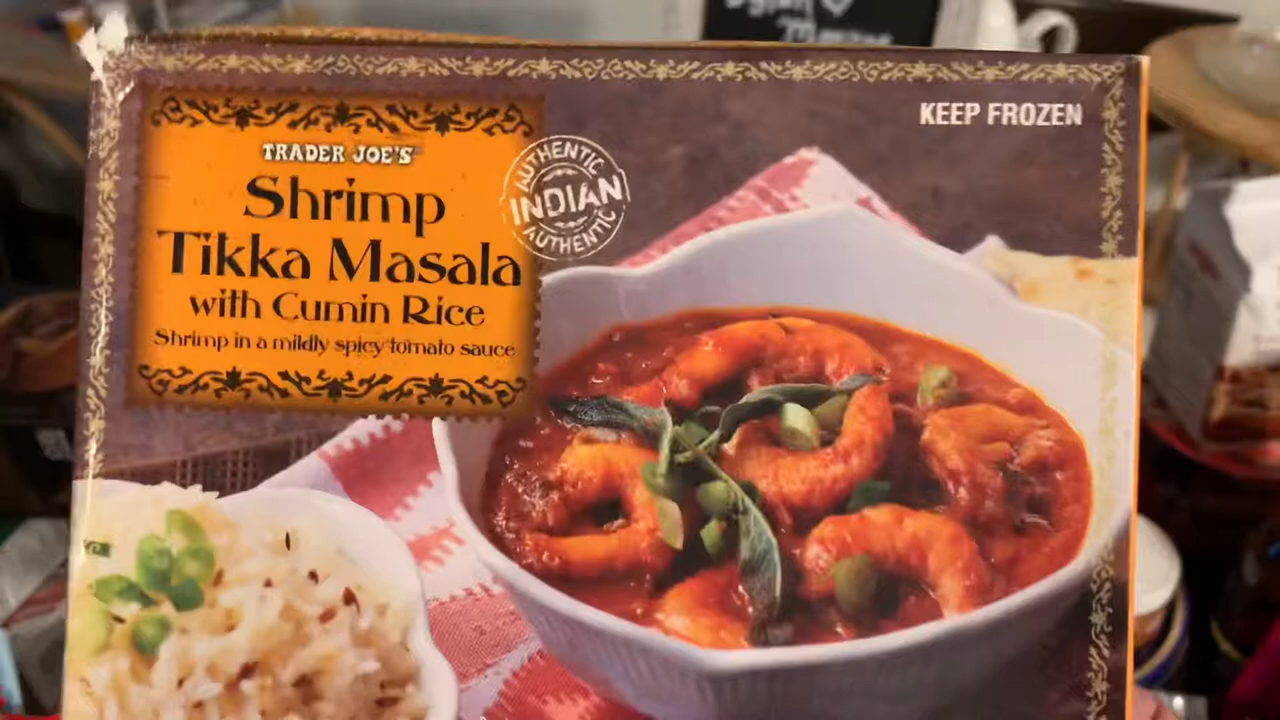 KEEP FROZEN
TRADER JOE'S
Shrimp
Tikka Masala
with Cumin Rice
Shrimp in a mildly spicy tomato sauce
AUTHENTIC
INDIAN
AUTHENTIC